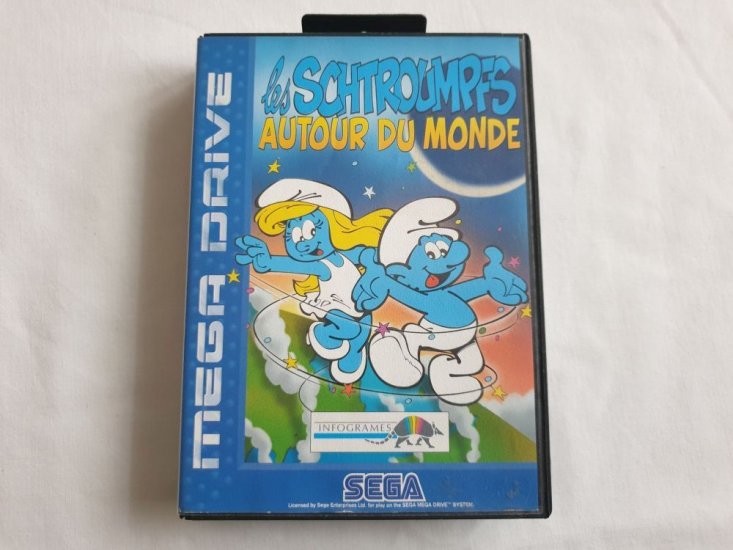 MEGA DRIVE
les SCHTROUMPFS
AUTOUR DU MONDE
INFOGRAMES
SEGA
Licensed by Sega Enterprises Ltd. for play on the SEGA MEGA DRIVE™ SYSTEM.